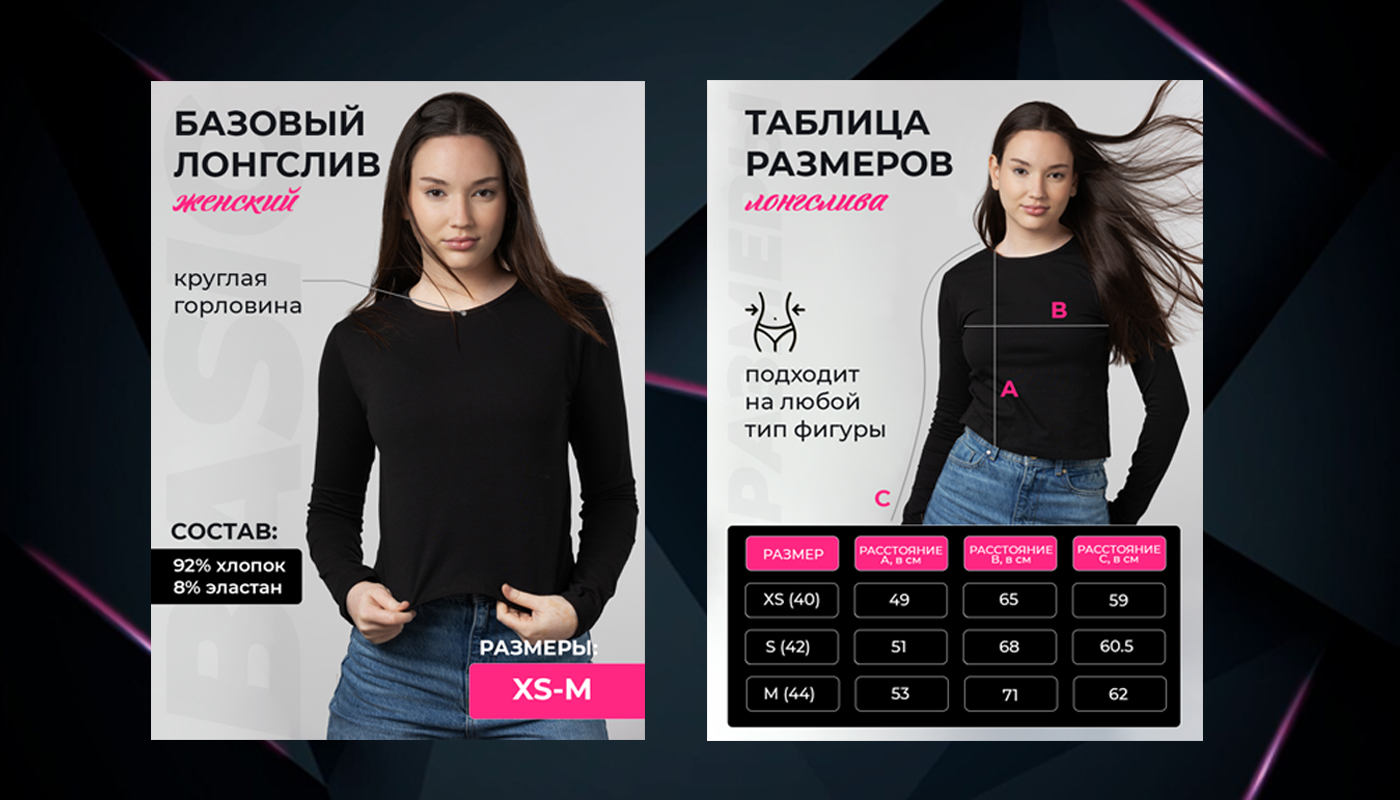 БАЗОВЫЙ
ЛОНГСЛИВ
женский
круглая
горловина
BASIC
СОСТАВ:
92% хлопок
8% эластан
РАЗМЕРЫ:
XS-M
ТАБЛИЦА
РАЗМЕРОВ
лонгслива
B
A
C
подходит
на любой
тип фигуры
РАЗМЕР
РАССТОЯНИЕ
A, в см
РАССТОЯНИЕ
B, в см
РАССТОЯНИЕ
C, в см
XS (40) 49 65 59
S (42) 51 68 60.5
M (44) 53 71 62